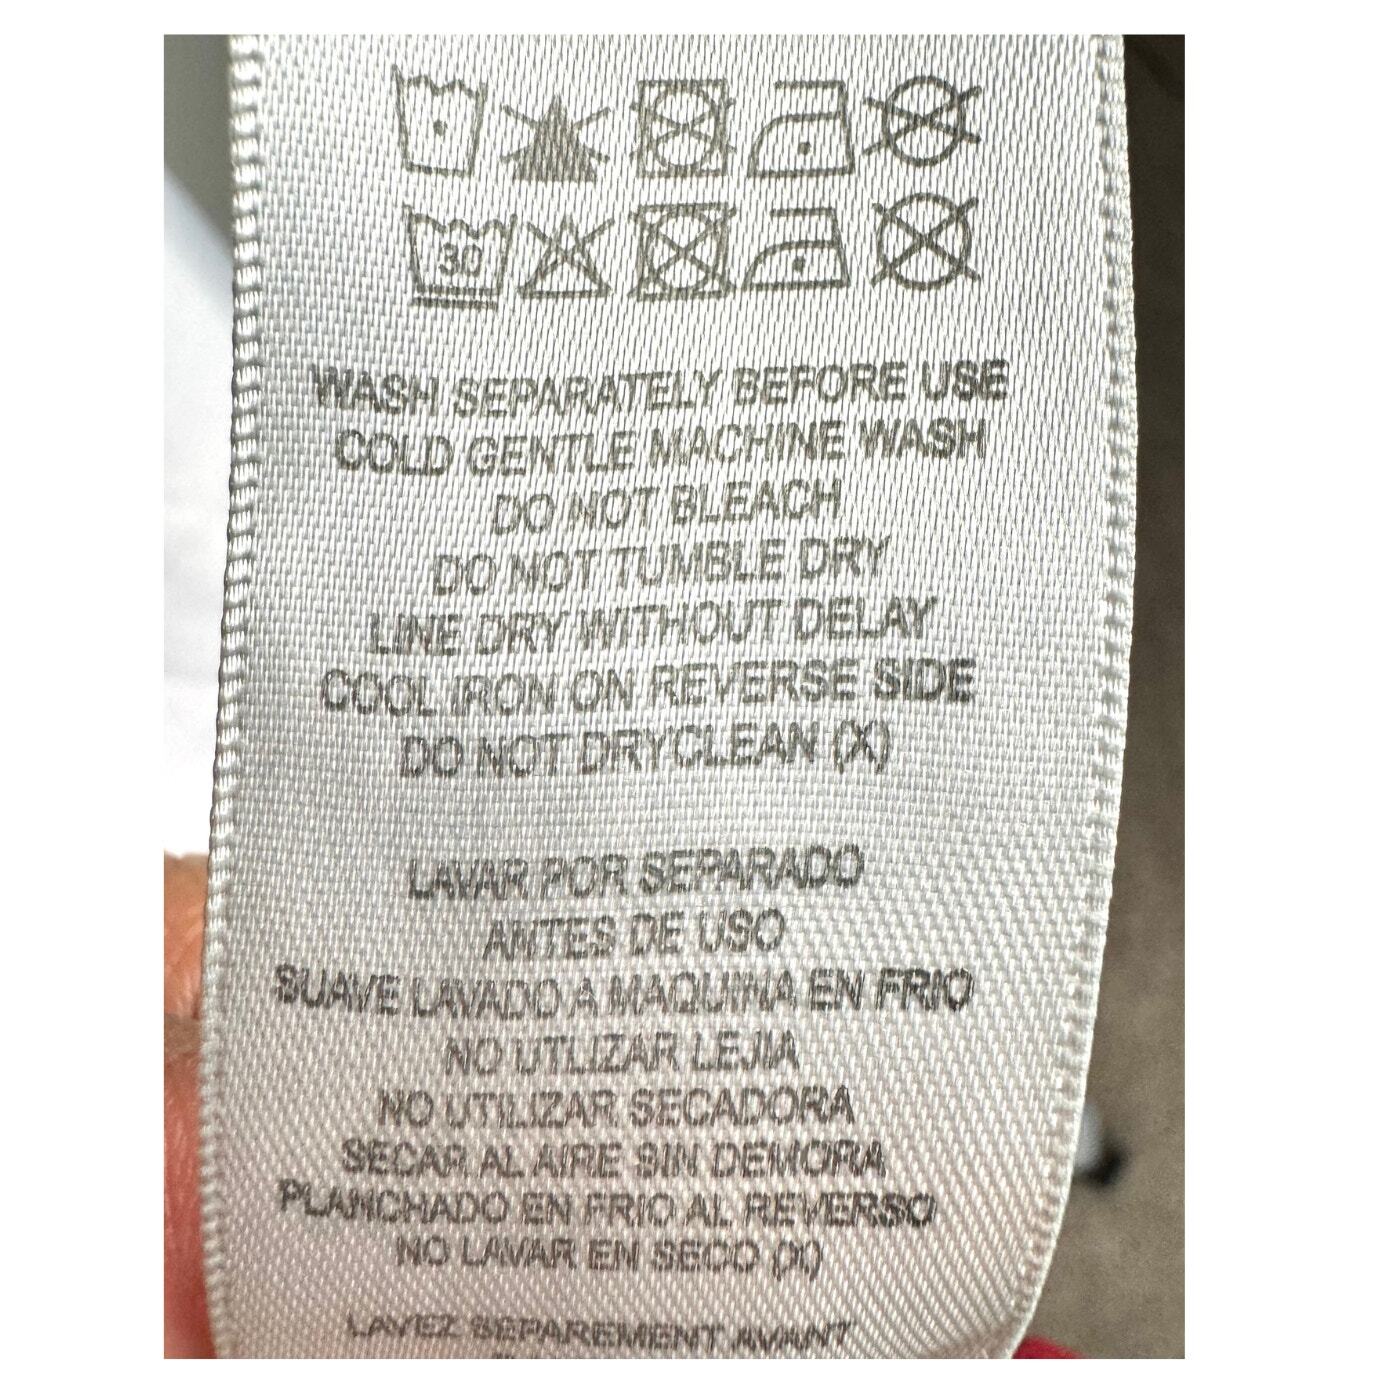 30
WASH SEPARATELY BEFORE USE
COLD GENTLE MACHINE WASH
DO NOT BLEACH
DO NOT TUMBLE DRY
LINE DRY WITHOUT DELAY
COOL IRON ON REVERSE SIDE
DO NOT DRYCLEAN (X)
LAVAR POR SEPARADO
ANTES DE USO
SUAVE LAVADO A MAQUINA EN FRIO
NO UTLIZAR LEJIA
NO UTILIZAR SECADORA
SECAR AL AIRE SIN DEMORA
PLANCHADO EN FRIO AL REVERSO
NO LAVAR EN SECO (X)
LAVEZ SEPAREMENT AVANT